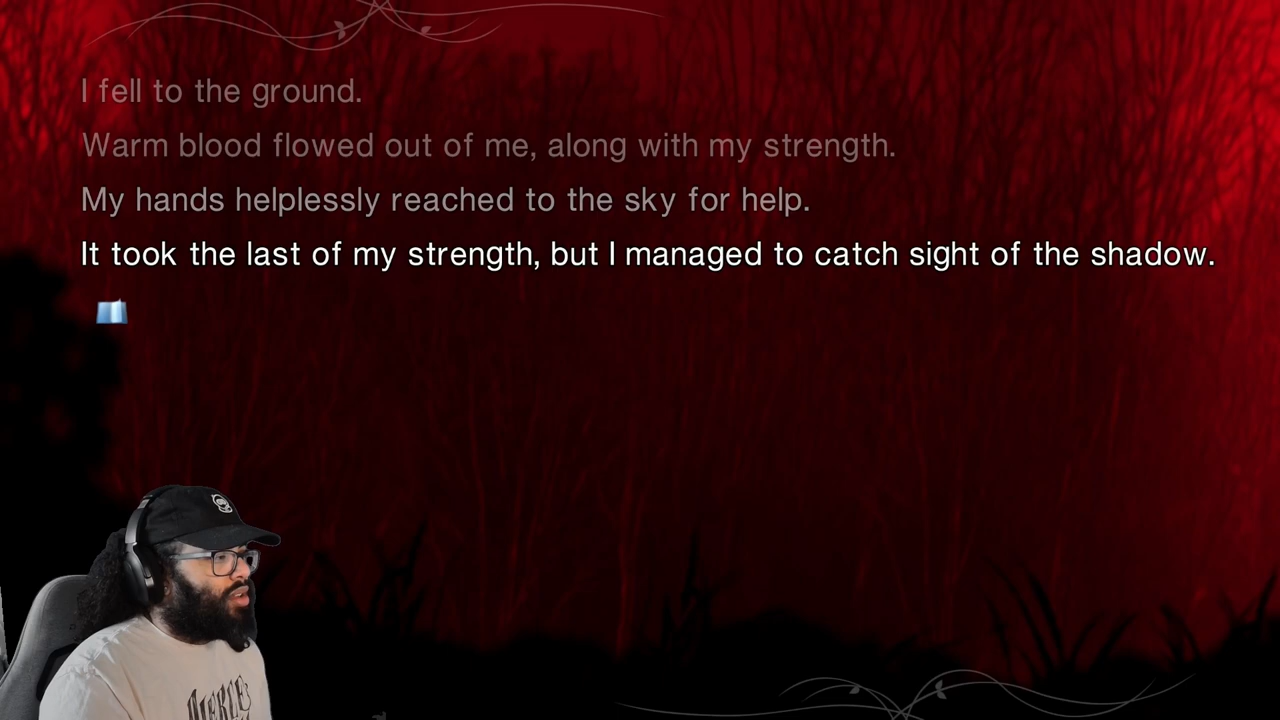 I fell to the ground.
Warm blood flowed out of me, along with my strength.
My hands helplessly reached to the sky for help.
It took the last of my strength, but I managed to catch sight of the shadow.